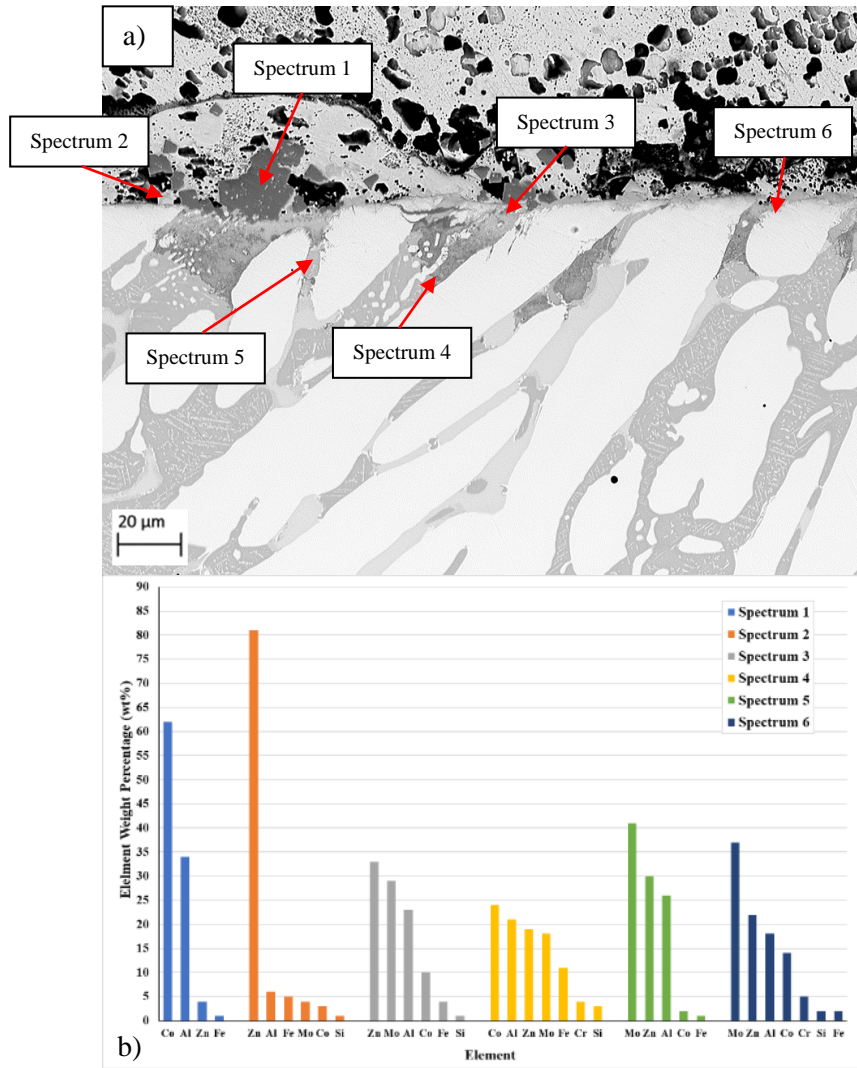 a)
Spectrum 1
Spectrum 2
Spectrum 3
Spectrum 6
Spectrum 5
Spectrum 4
20 µm
90
85
80
75
70
65
60
55
50
45
40
35
30
25
20
15
10
5
0
Elelment Weight Percentage (wt%)
Spectrum 1
Spectrum 2
Spectrum 3
Spectrum 4
Spectrum 5
Spectrum 6
Co Al Zn Fe Zn Al Fe Mo Co Si Zn Mo Al Co Fe Si Co Al Zn Mo Fe Cr Si Mo Zn Al Co Fe Mo Zn Al Co Cr Si Fe
b)
Element